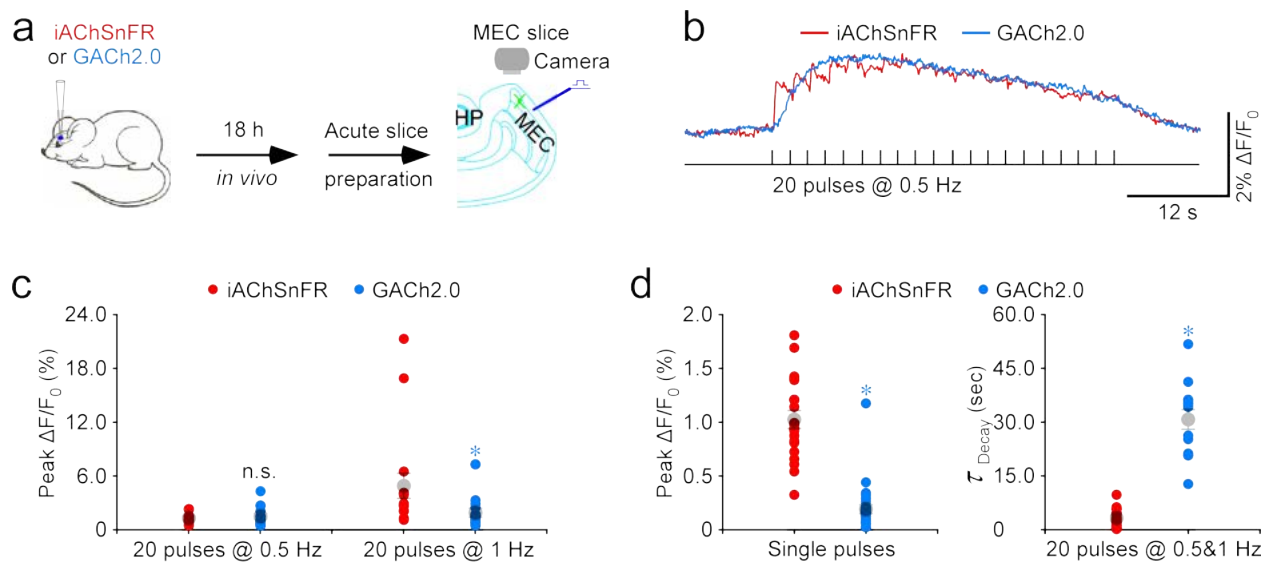 a
iAChSnFR
or GACh2.0
18 h
in vivo
Acute slice
preparation
MEC slice
Camera
HP
MEC
b
iAChSnFR GACh2.0
20 pulses @ 0.5 Hz
2% ΔF/F0
12 s
c
iAChSnFR GACh2.0
Peak ΔF/F0 (%)
24.0
18.0
12.0
6.0
0
n.s.
*
20 pulses @ 0.5 Hz
20 pulses @ 1 Hz
d
iAChSnFR GACh2.0
Peak ΔF/F0 (%)
2.0
1.5
1.0
0.5
0
*
Single pulses
τ Decay (sec)
60.0
45.0
30.0
15.0
0
*
20 pulses @ 0.5&1 Hz